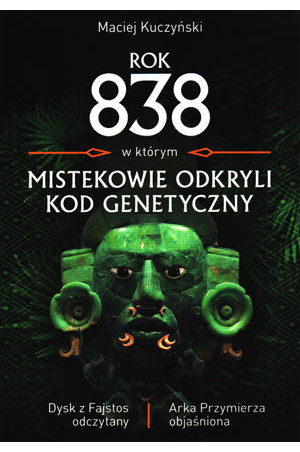 Maciej Kuczyński
ROK
838
w którym
MISTEKOWIE ODKRYLI
KOD GENETYCZNY
Dysk z Fajstos
odczytany
Arka Przymierza
objaśniona